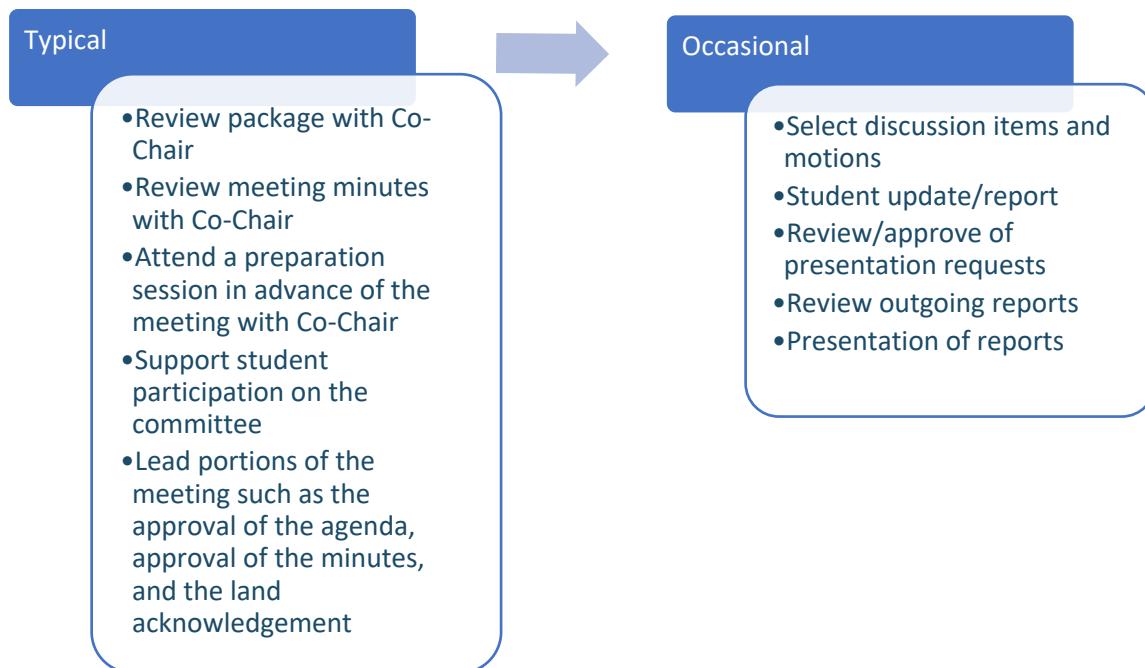 Typical
•Review package with Co-
Chair
•Review meeting minutes
with Co-Chair
•Attend a preparation
session in advance of the
meeting with Co-Chair
•Support student
participation on the
committee
•Lead portions of the
meeting such as the
approval of the agenda,
approval of the minutes,
and the land
acknowledgement
Occasional
•Select discussion items and
motions
•Student update/report
•Review/approve of
presentation requests
•Review outgoing reports
•Presentation of reports